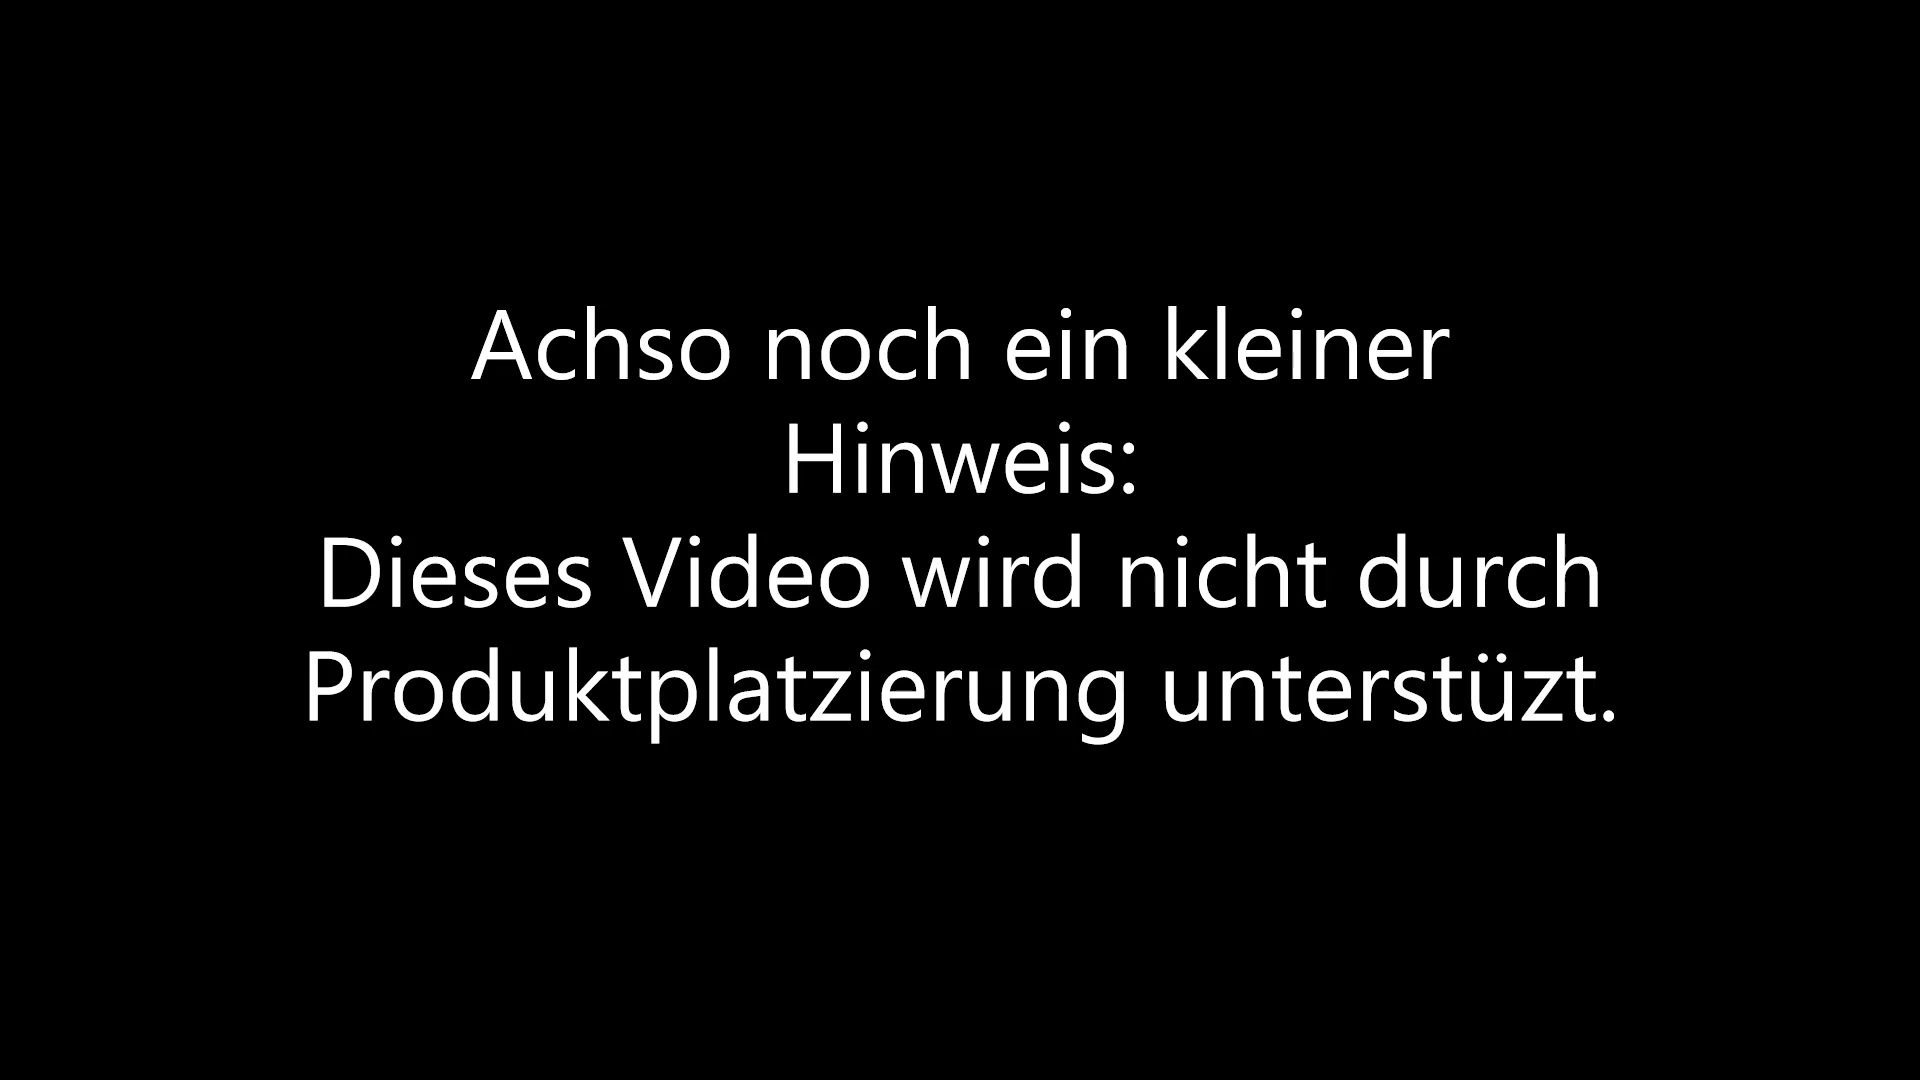 Achso noch ein kleiner
Hinweis:
Dieses Video wird nicht durch
Produktplatzierung unterstüzt.